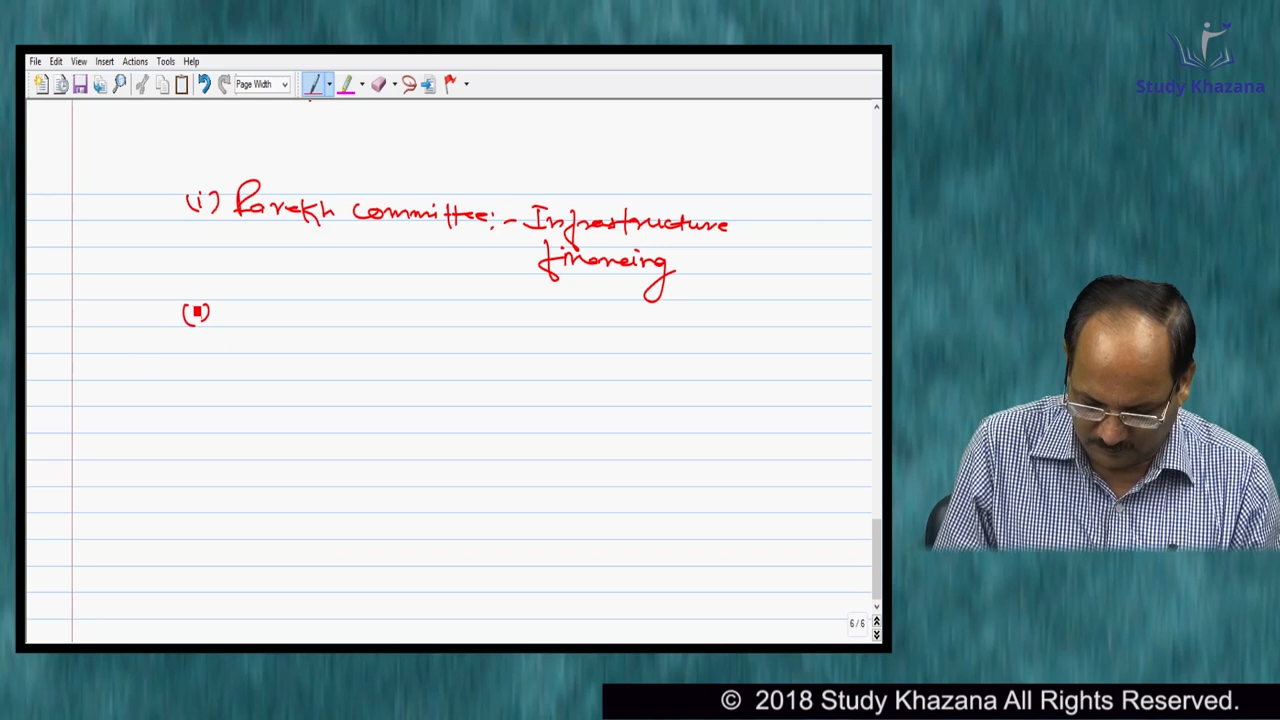 Study Khazana
File Edit View Insert Actions Tools Help
Page Width
(i) Parekh committee:- Infrastructure
financing
(ii)
6/6
© 2018 Study Khazana All Rights Reserved.